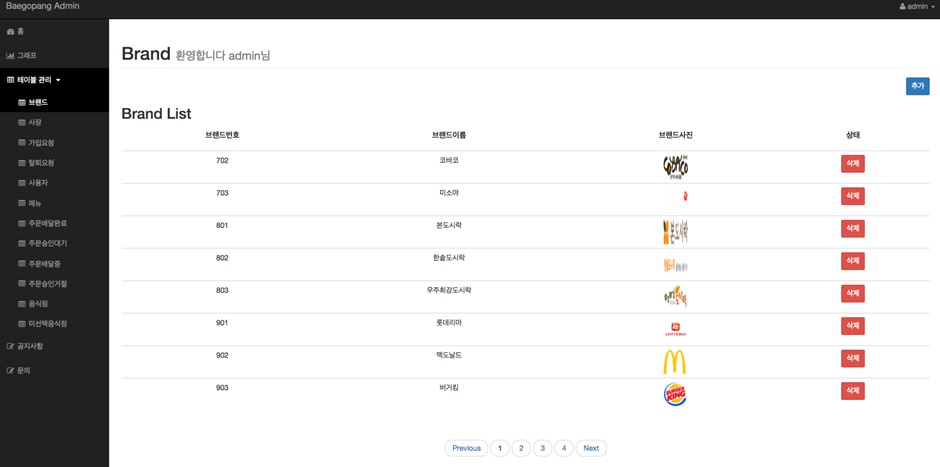 Baegopang Admin
admin
홈
그래프
테이블 관리
브랜드
사장
가입요청
탈퇴요청
사용자
메뉴
주문배달완료
주문승인대기
주문배달중
주문승인거절
음식점
미선택음식점
공지사항
문의
Brand 환영합니다 admin님
추가
Brand List
브랜드번호 브랜드이름 브랜드사진 상태
702 코바코 삭제
703 미소야 삭제
801 본도시락 본도시락 삭제
802 한솥도시락 삭제
803 우주최강도시락 삭제
901 롯데리아 LOTTERIA 삭제
902 맥도날드 삭제
903 버거킹 BURGER KING 삭제
Previous 1 2 3 4 Next